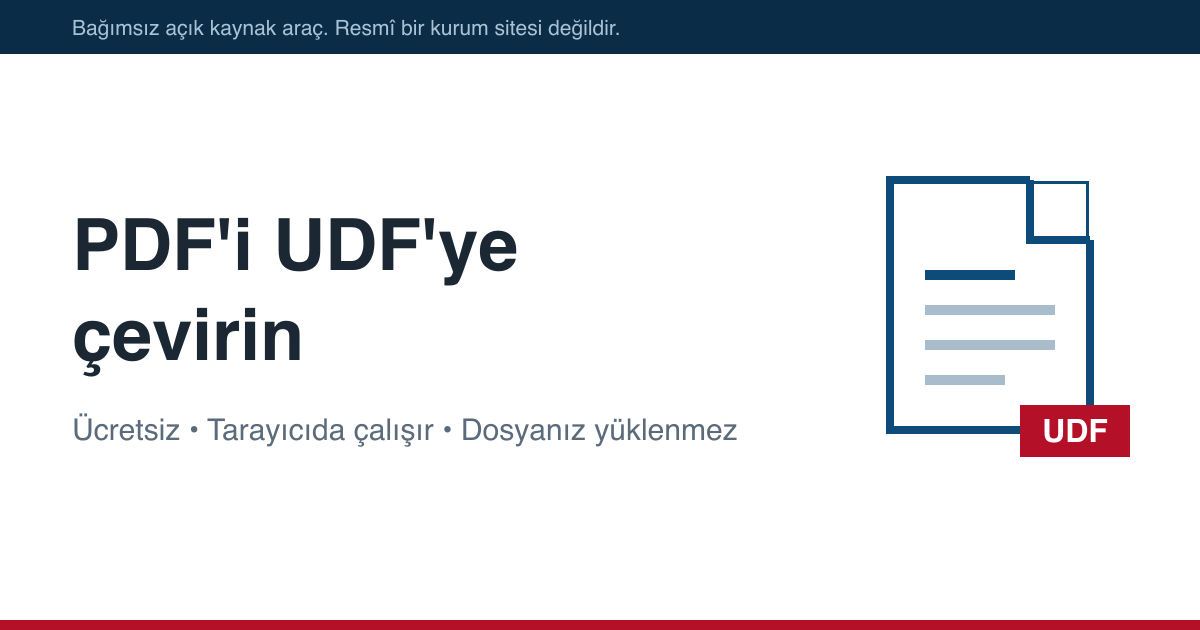 Bağımsız açık kaynak araç. Resmî bir kurum sitesi değildir.
PDF'i UDF'ye
çevirin
Ücretsiz • Tarayıcıda çalışır • Dosyanız yüklenmez
UDF